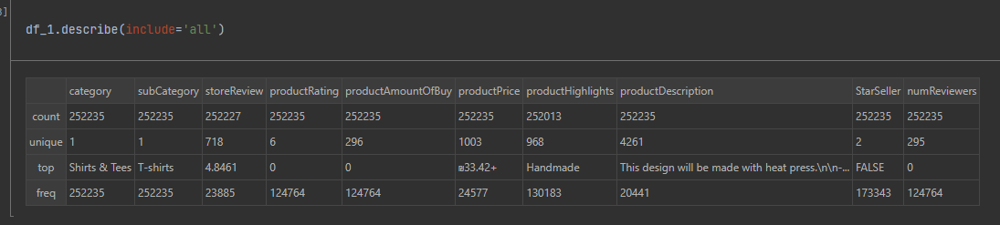 3]
df_1.describe(include='all')
category subCategory storeReview productRating productAmountOfBuy productPrice productHighlights productDescription StarSeller numReviewers
count 252235 252235 252227 252235 252235 252235 252013 252235 252235 252235
unique 1 1 718 6 296 1003 968 4261 2 295
top Shirts & Tees T-shirts 4.8461 0 0 ₪33.42+ Handmade This design will be made with heat press.\n\n-... FALSE 0
freq 252235 252235 23885 124764 124764 24577 130183 20441 173343 124764